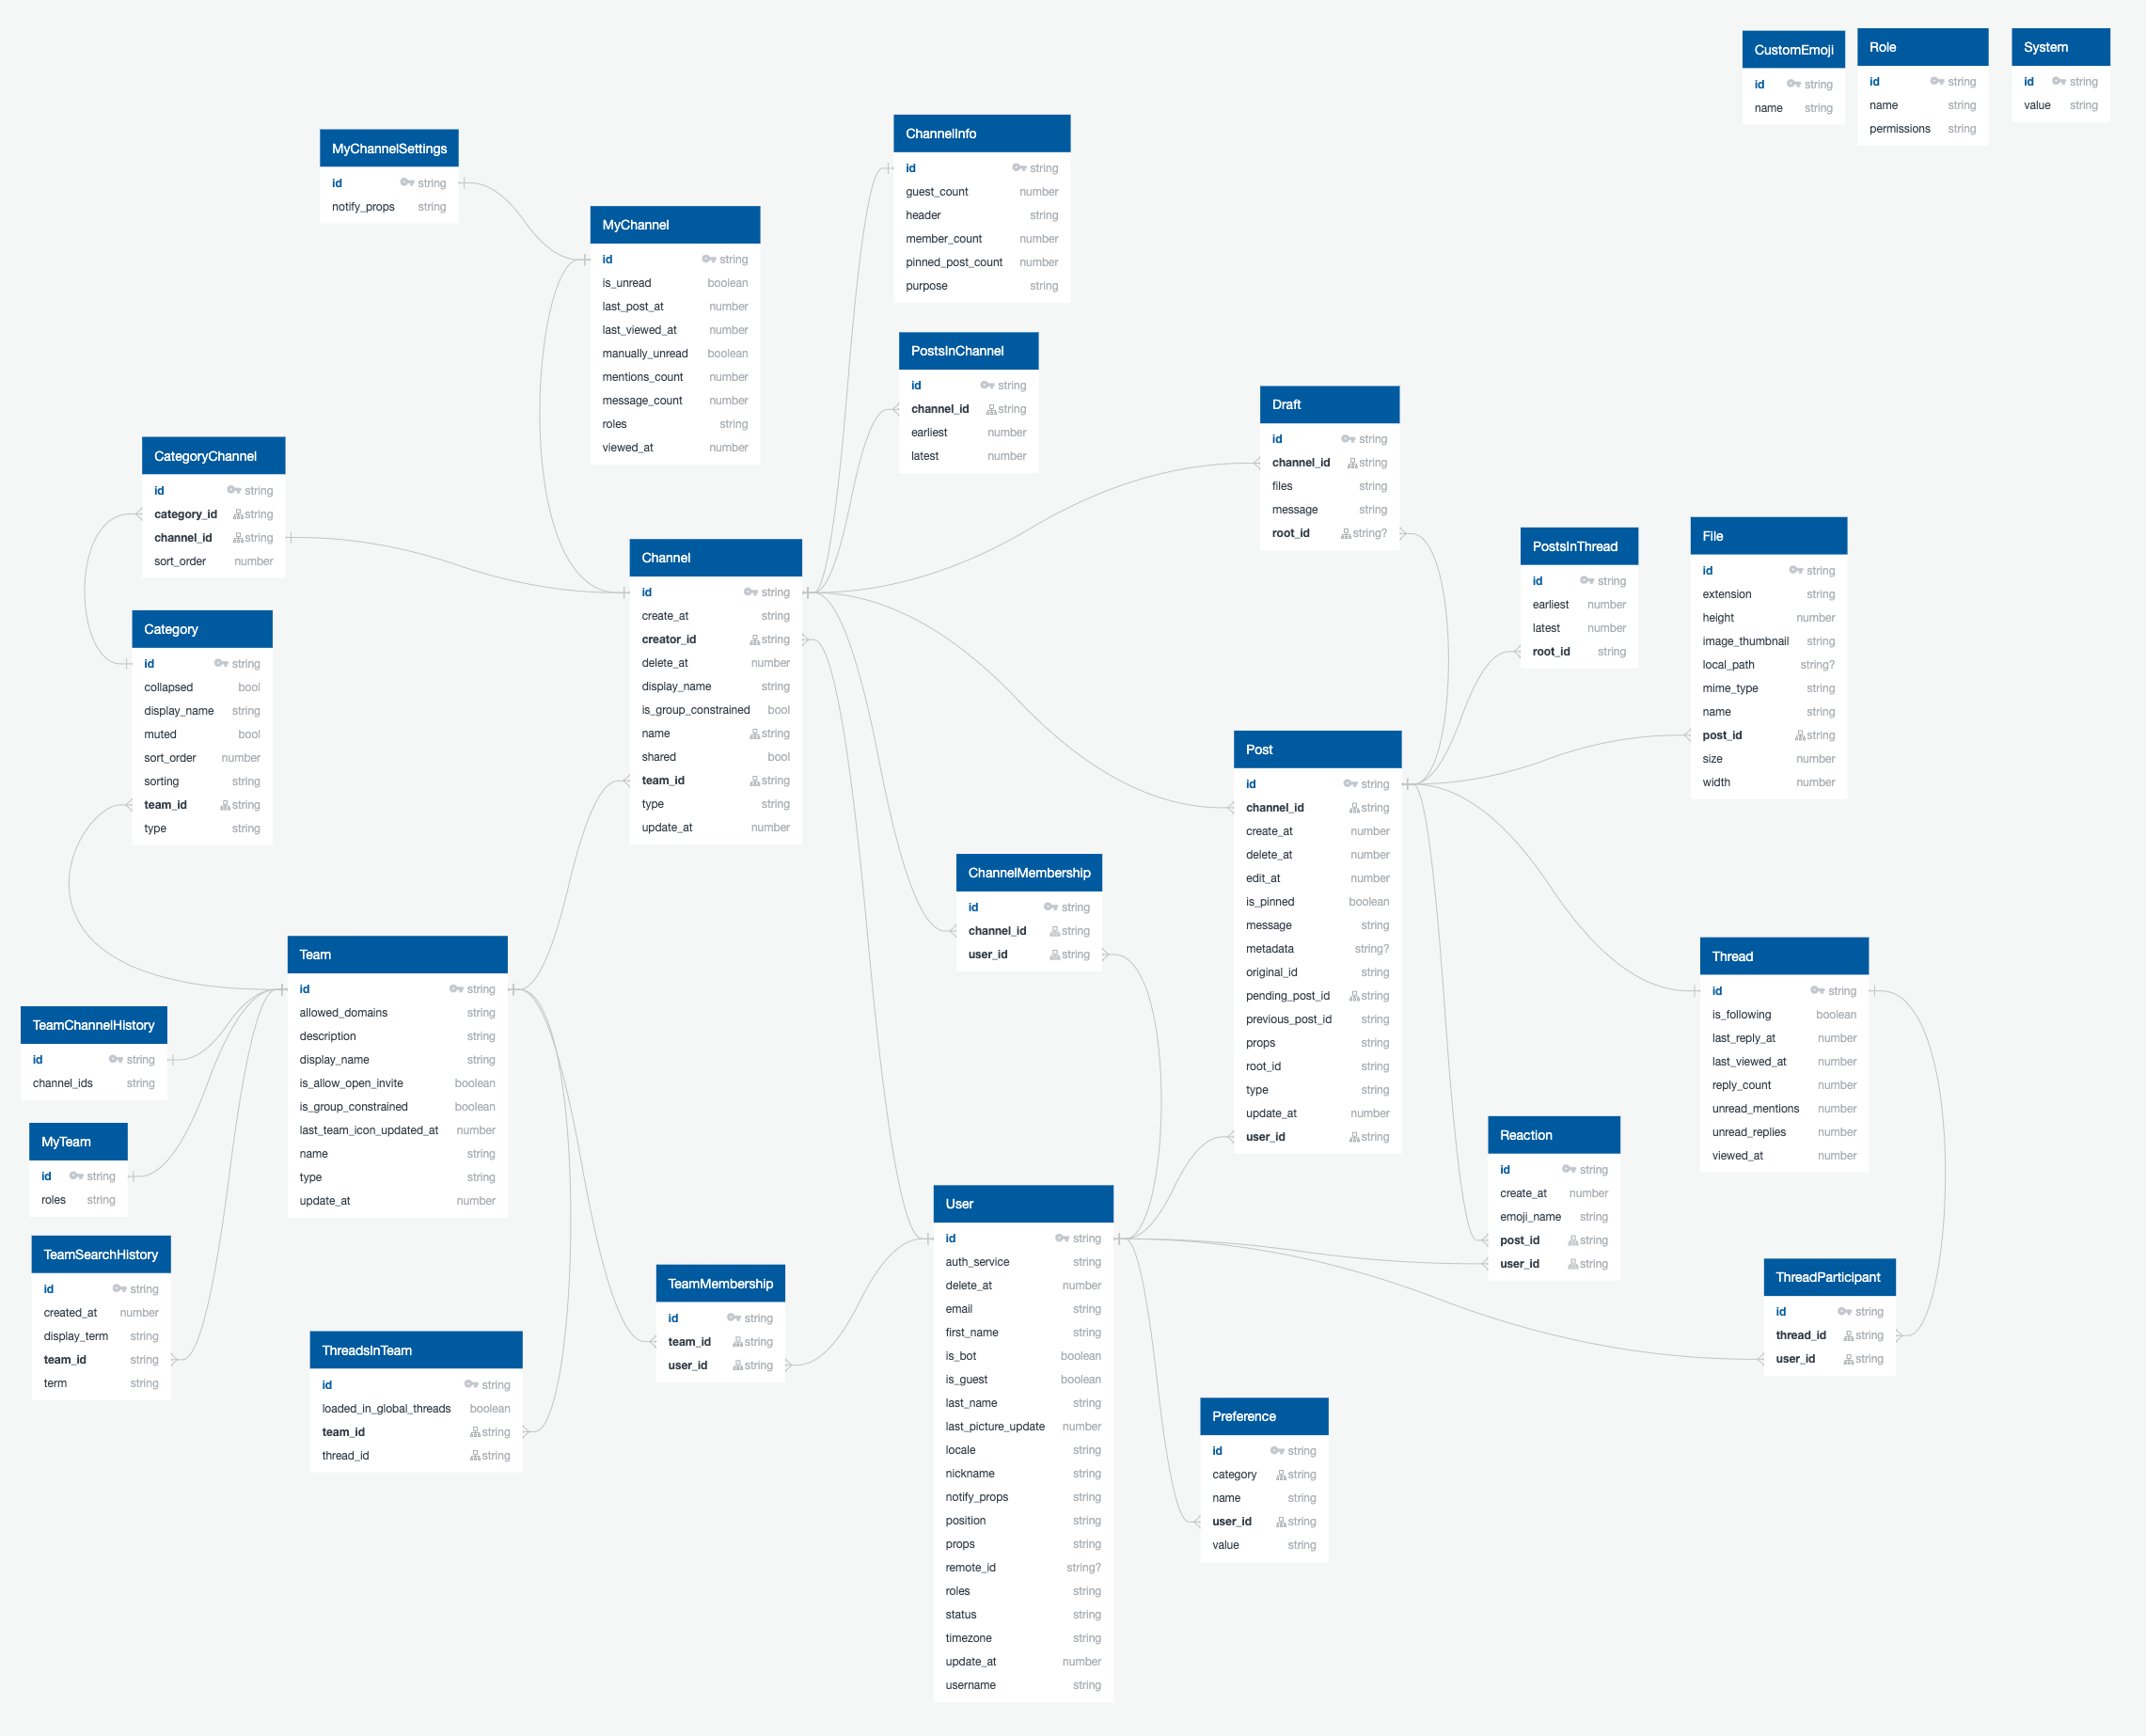 CustomEmoji
id string
name string
Role
id string
name string
permissions string
System
id string
value string
MyChannelSettings
id string
notify_props string
MyChannel
id string
is_unread boolean
last_post_at number
last_viewed_at number
manually_unread boolean
mentions_count number
message_count number
roles string
viewed_at number
ChannelInfo
id string
guest_count number
header string
member_count number
pinned_post_count number
purpose string
PostsInChannel
id string
channel_id string
earliest number
latest number
Draft
id string
channel_id string
files string
message string
root_id string?
CategoryChannel
id string
category_id string
channel_id string
sort_order number
Channel
id string
create_at string
creator_id string
delete_at number
display_name string
is_group_constrained bool
name string
shared bool
team_id string
type string
update_at number
PostsInThread
id string
earliest number
latest number
root_id string
File
id string
extension string
height number
image_thumbnail string
local_path string?
mime_type string
name string
post_id string
size number
width number
Category
id string
collapsed bool
display_name string
muted bool
sort_order number
sorting string
team_id string
type string
Post
id string
channel_id string
create_at number
delete_at number
edit_at number
is_pinned boolean
message string
metadata string?
original_id string
pending_post_id string
previous_post_id string
props string
root_id string
type string
update_at number
user_id string
ChannelMembership
id string
channel_id string
user_id string
Team
id string
allowed_domains string
description string
display_name string
is_allow_open_invite boolean
is_group_constrained boolean
last_team_icon_updated_at number
name string
type string
update_at number
Thread
id string
is_following boolean
last_reply_at number
last_viewed_at number
reply_count number
unread_mentions number
unread_replies number
viewed_at number
TeamChannelHistory
id string
channel_ids string
MyTeam
id string
roles string
Reaction
id string
create_at number
emoji_name string
post_id string
user_id string
User
id string
auth_service string
delete_at number
email string
first_name string
is_bot boolean
is_guest boolean
last_name string
last_picture_update number
locale string
nickname string
notify_props string
position string
props string
remote_id string?
roles string
status string
timezone string
update_at number
username string
TeamSearchHistory
id string
created_at number
display_term string
team_id string
term string
TeamMembership
id string
team_id string
user_id string
ThreadParticipant
id string
thread_id string
user_id string
ThreadsInTeam
id string
loaded_in_global_threads boolean
team_id string
thread_id string
Preference
id string
category string
name string
user_id string
value string